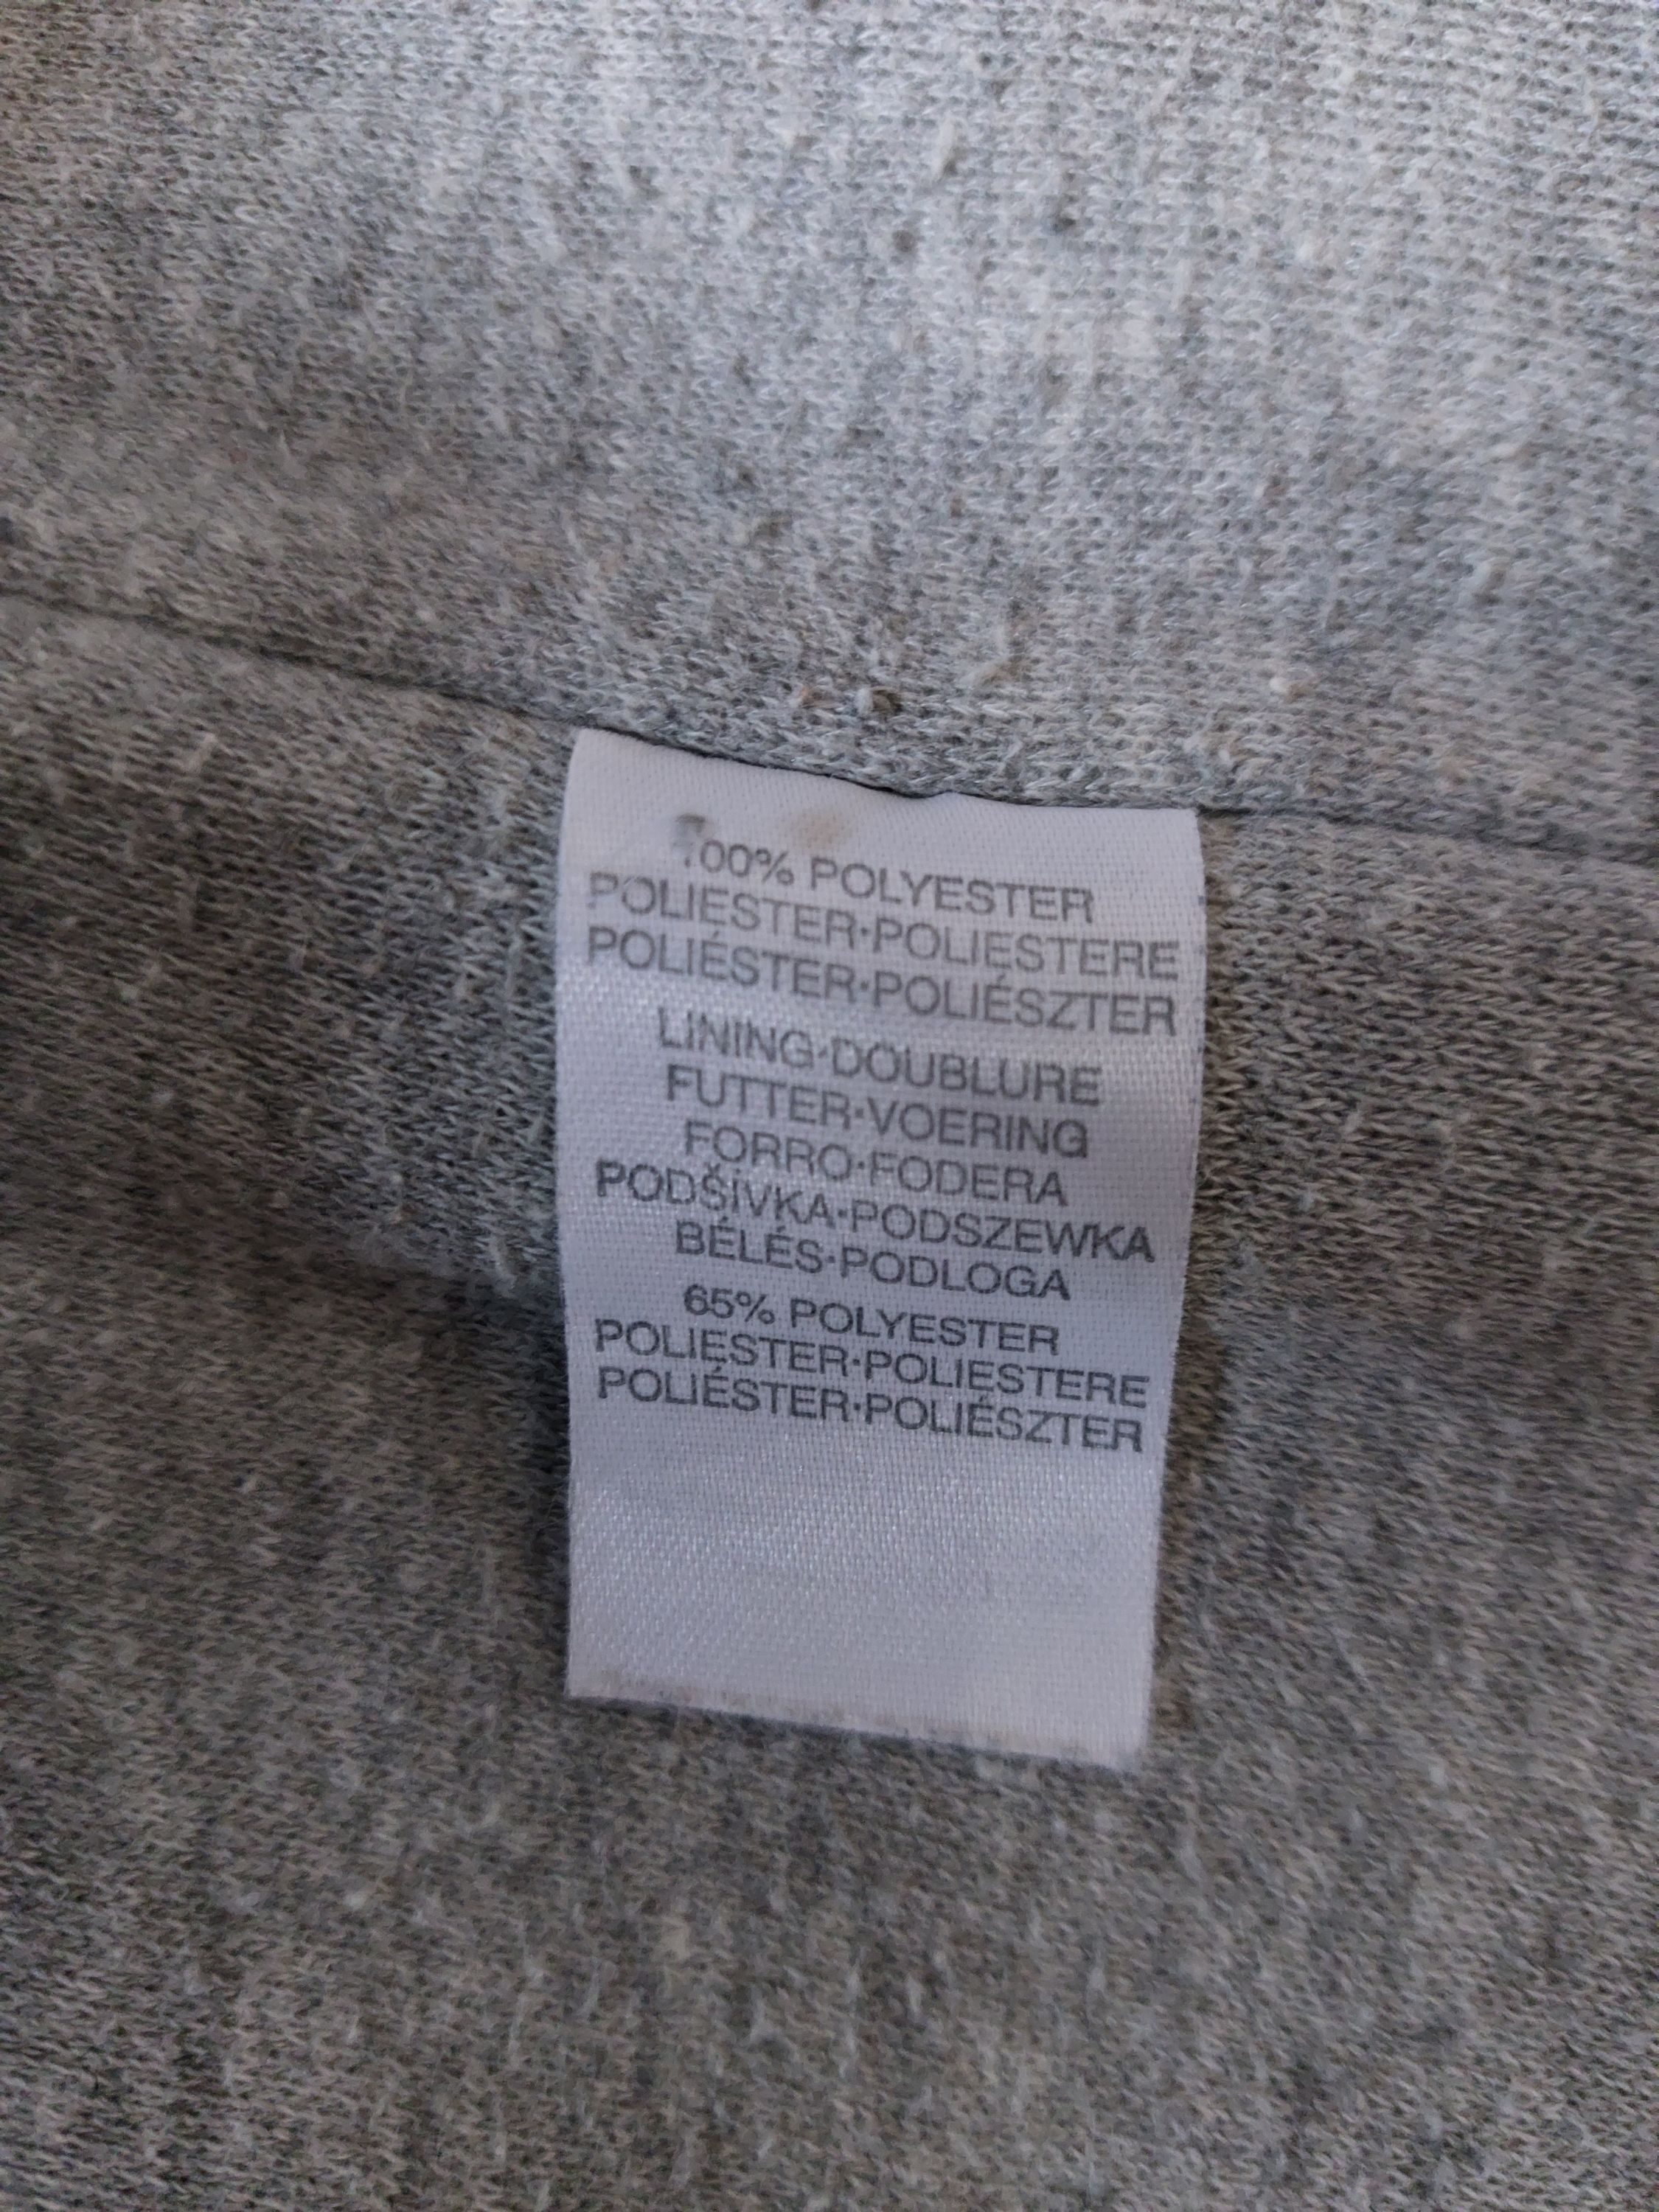 100% POLYESTER
POLIESTER·POLIESTERE
POLIÉSTER·POLIÉSZTER
LINING·DOUBLURE
FUTTER·VOERING
FORRO·FODERA
PODŠIVKA·PODSZEWKA
BÉLÉS·PODLOGA
65% POLYESTER
POLIESTER·POLIESTERE
POLIÉSTER·POLIÉSZTER